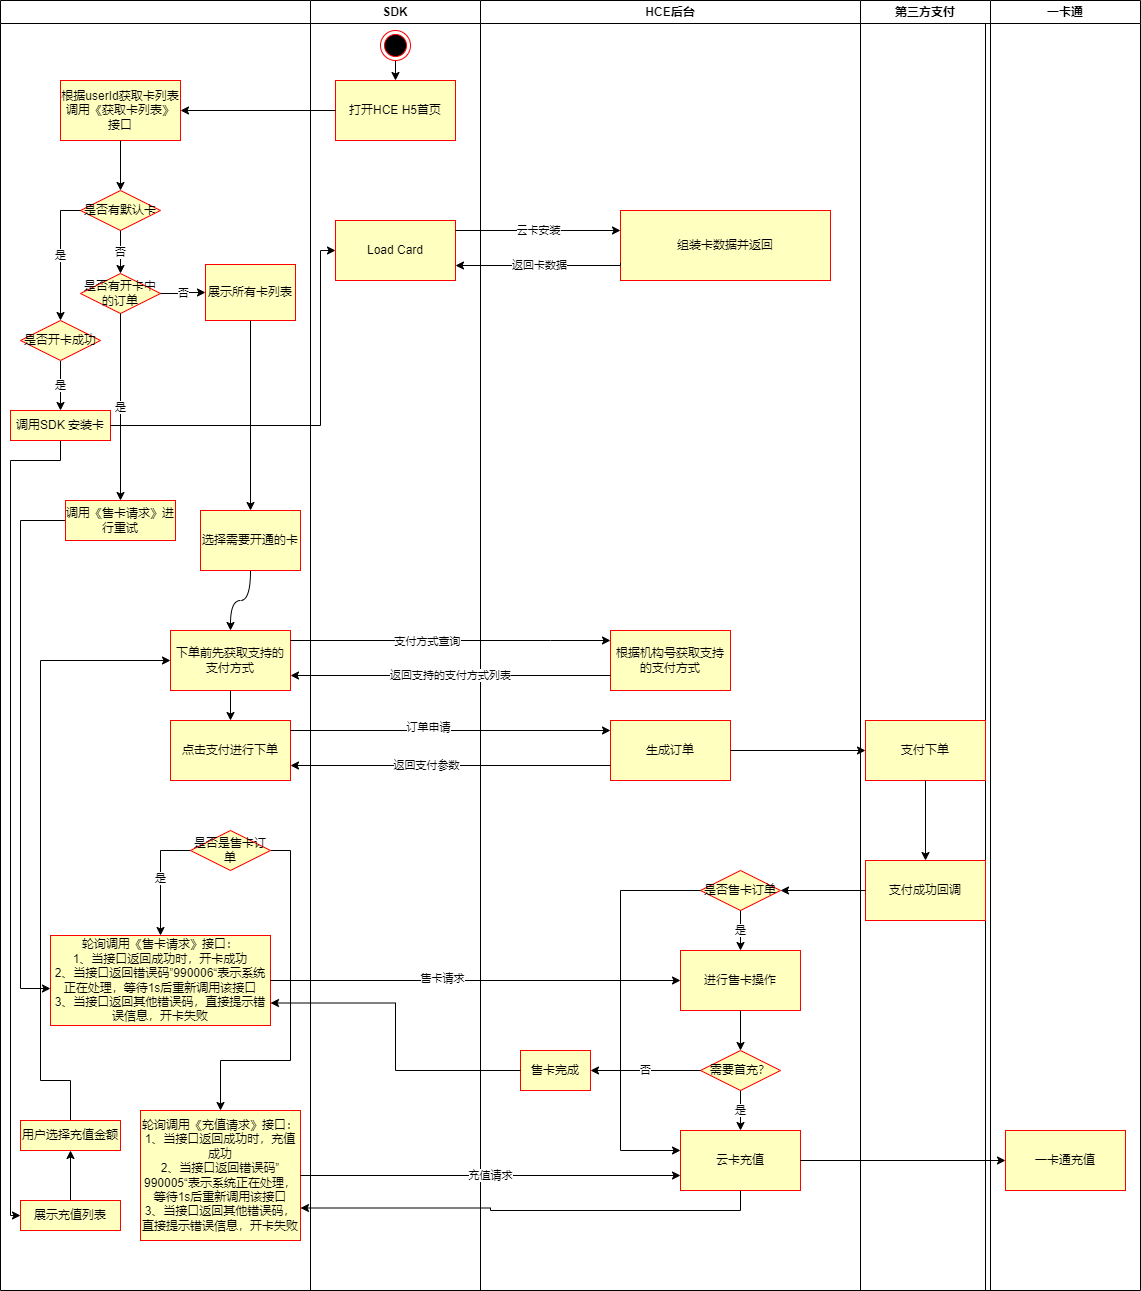 SDK
HCE后台
第三方支付
一卡通
根据userId获取卡列表
调用《获取卡列表》
接口
打开HCE H5首页
是否有默认卡
是
否
Load Card
云卡安装
返回卡数据
组装卡数据并返回
是否有开卡中
的订单
否
展示所有卡列表
是否开卡成功
是
是
调用SDK 安装卡
调用《售卡请求》进
行重试
选择需要开通的卡
下单前先获取支持的
支付方式
支付方式查询
返回支持的支付方式列表
根据机构号获取支持
的支付方式
点击支付进行下单
订单申请
返回支付参数
生成订单
支付下单
是否是售卡订
单
是
是否售卡订单
支付成功回调
是
轮询调用《售卡请求》接口：
1、当接口返回成功时，开卡成功
2、当接口返回错误码”990006“表示系统
正在处理，等待1s后重新调用该接口
3、当接口返回其他错误码，直接提示错
误信息，开卡失败
售卡请求
进行售卡操作
售卡完成
否
需要首充?
是
用户选择充值金额
展示充值列表
轮询调用《充值请求》接口：
1、当接口返回成功时，充值
成功
2、当接口返回错误码”
990005“表示系统正在处理，
等待1s后重新调用该接口
3、当接口返回其他错误码，
直接提示错误信息，开卡失败
充值请求
云卡充值
一卡通充值